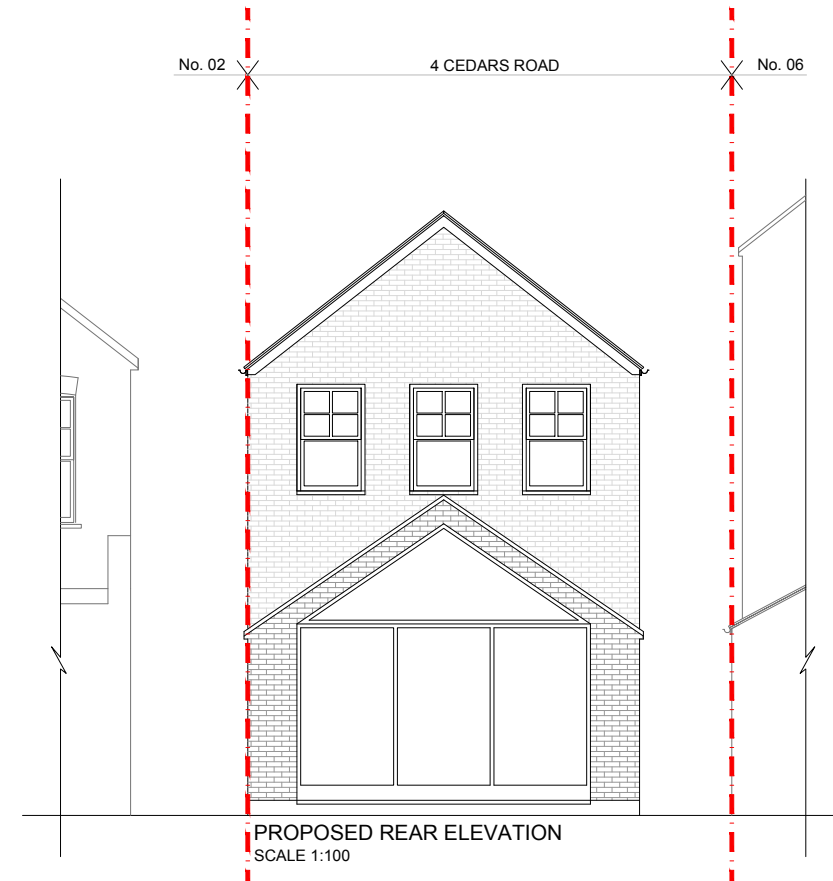 No. 02
4 CEDARS ROAD
No. 06
PROPOSED REAR ELEVATION
SCALE 1:100